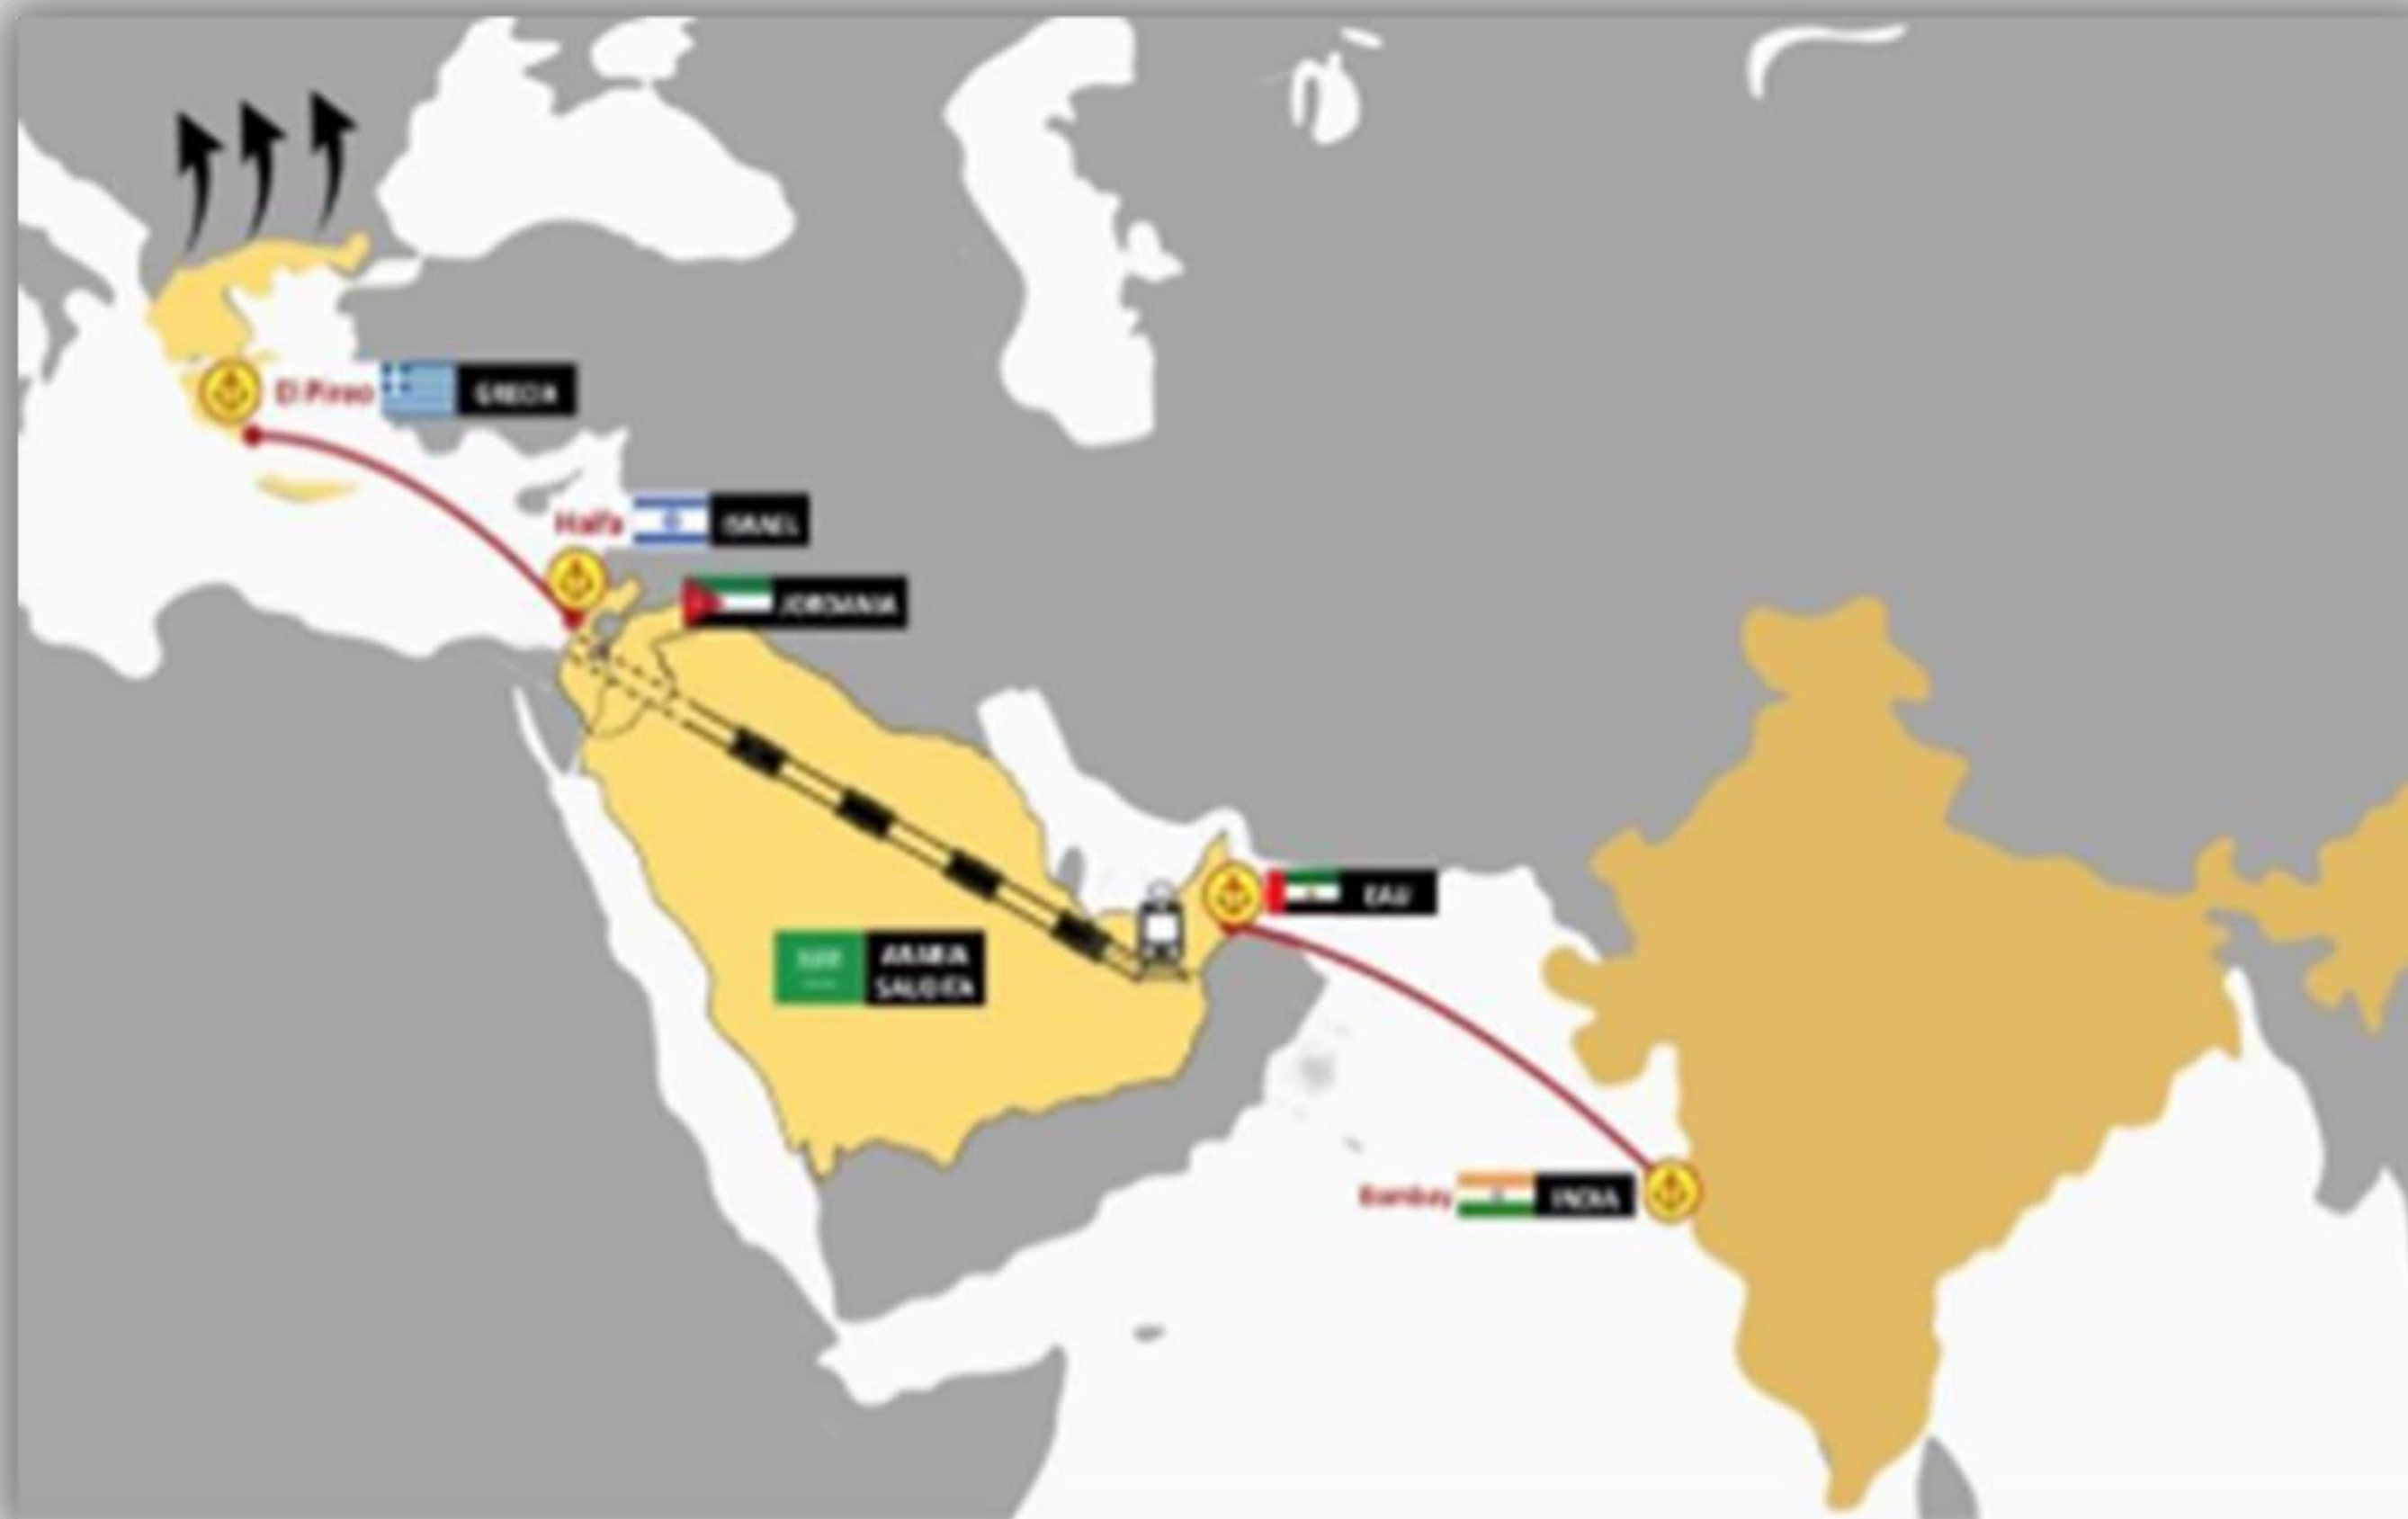 El Pireo GRECIA
Haifa ISRAEL
JORDANIA
EAU
ARABIA
SAUDITA
Bombay INDIA